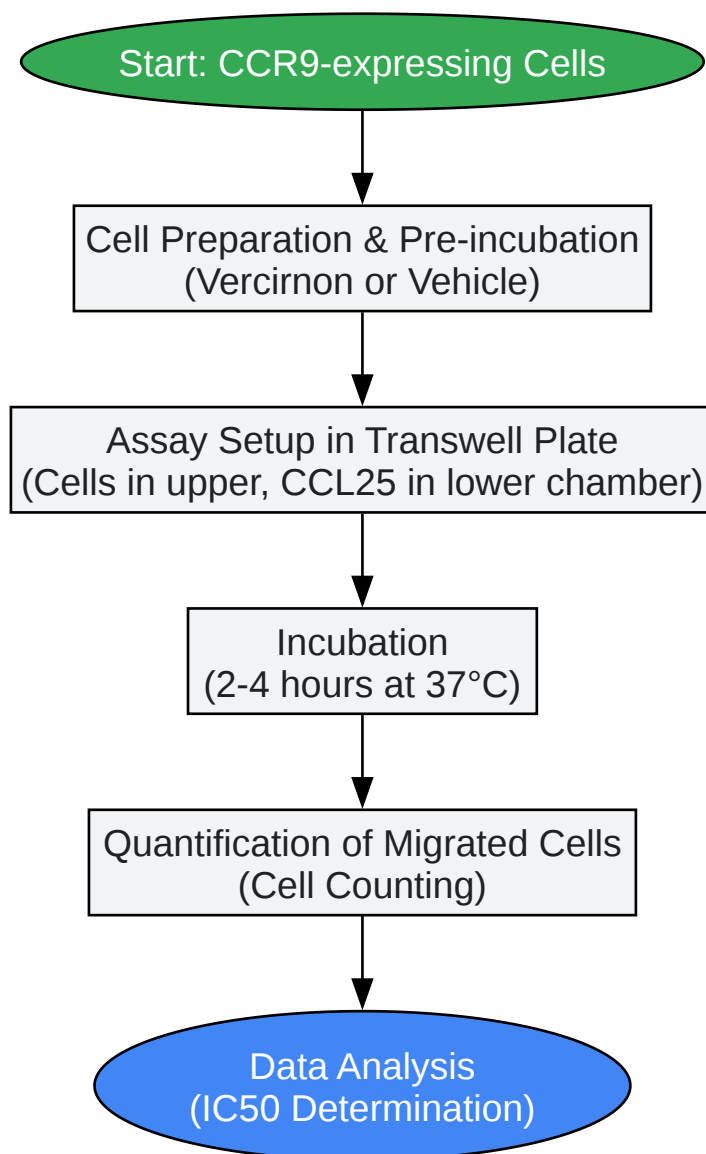 Start: CCR9-expressing Cells
Cell Preparation & Pre-incubation
(Vercirnon or Vehicle)
Assay Setup in Transwell Plate
(Cells in upper, CCL25 in lower chamber)
Incubation
(2-4 hours at 37°C)
Quantification of Migrated Cells
(Cell Counting)
Data Analysis
(IC50 Determination)